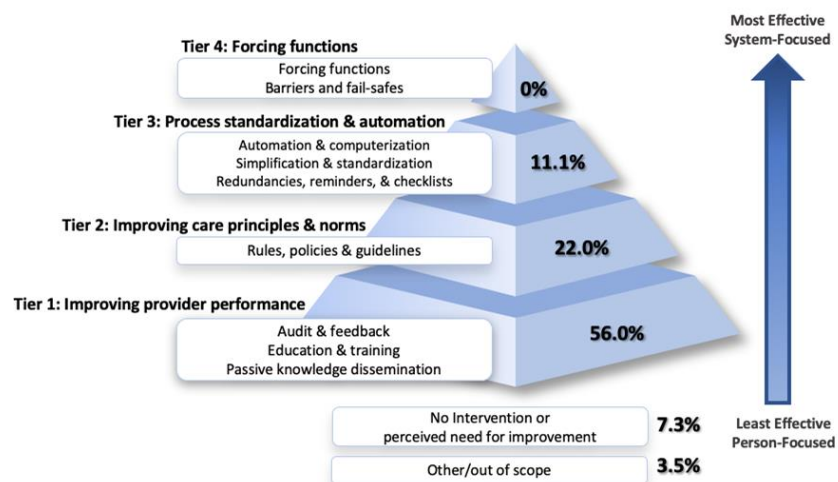 Most Effective
System-Focused
Tier 4: Forcing functions
Forcing functions
Barriers and fail-safes
0%
Tier 3: Process standardization & automation
Automation & computerization
Simplification & standardization
Redundancies, reminders, & checklists
11.1%
Tier 2: Improving care principles & norms
Rules, policies & guidelines
22.0%
Tier 1: Improving provider performance
Audit & feedback
Education & training
Passive knowledge dissemination
56.0%
No Intervention or
perceived need for improvement
7.3%
Least Effective
Person-Focused
Other/out of scope
3.5%